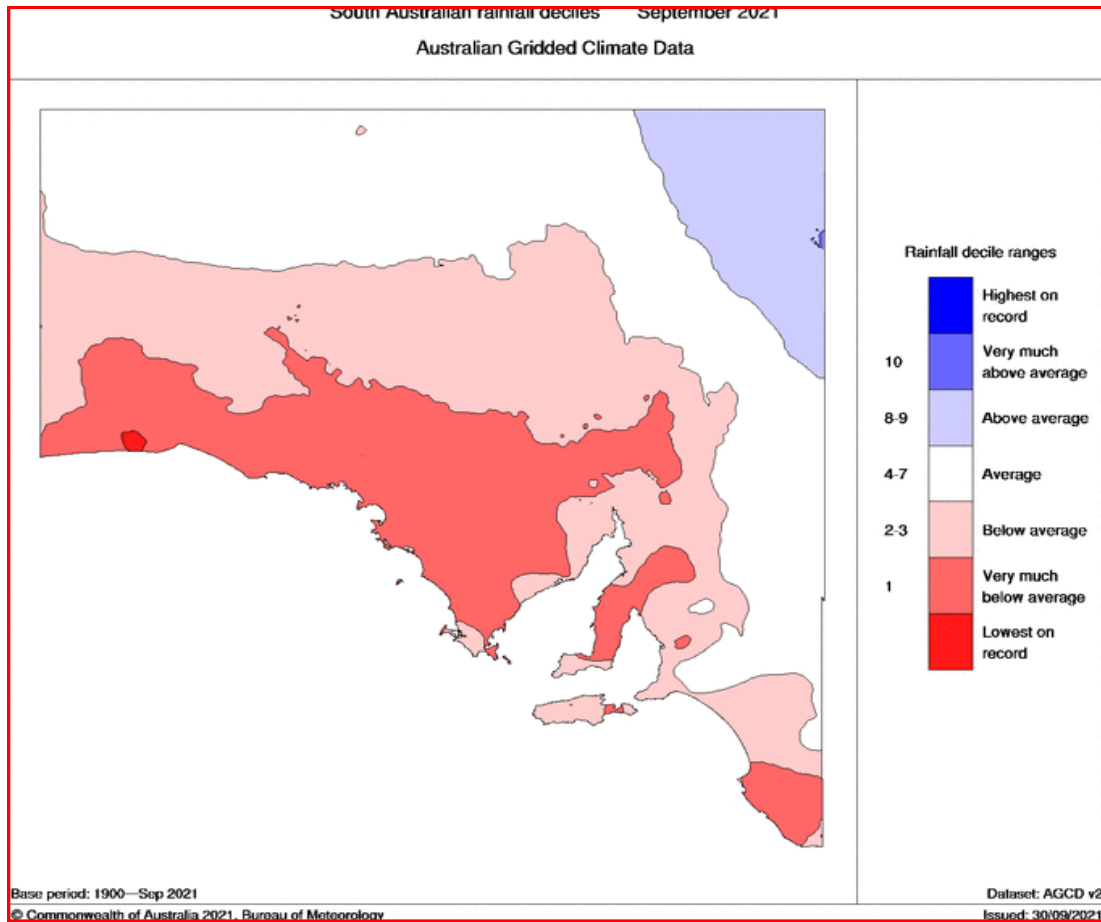 South Australian rainfall deciles September 2021
Australian Gridded Climate Data
Rainfall decile ranges
Highest on
record
10 Very much
above average
8-9 Above average
4-7 Average
2-3 Below average
1 Very much
below average
Lowest on
record
Base period: 1900—Sep 2021
Dataset: AGCD v2
© Commonwealth of Australia 2021, Bureau of Meteorology
Issued: 30/09/2021